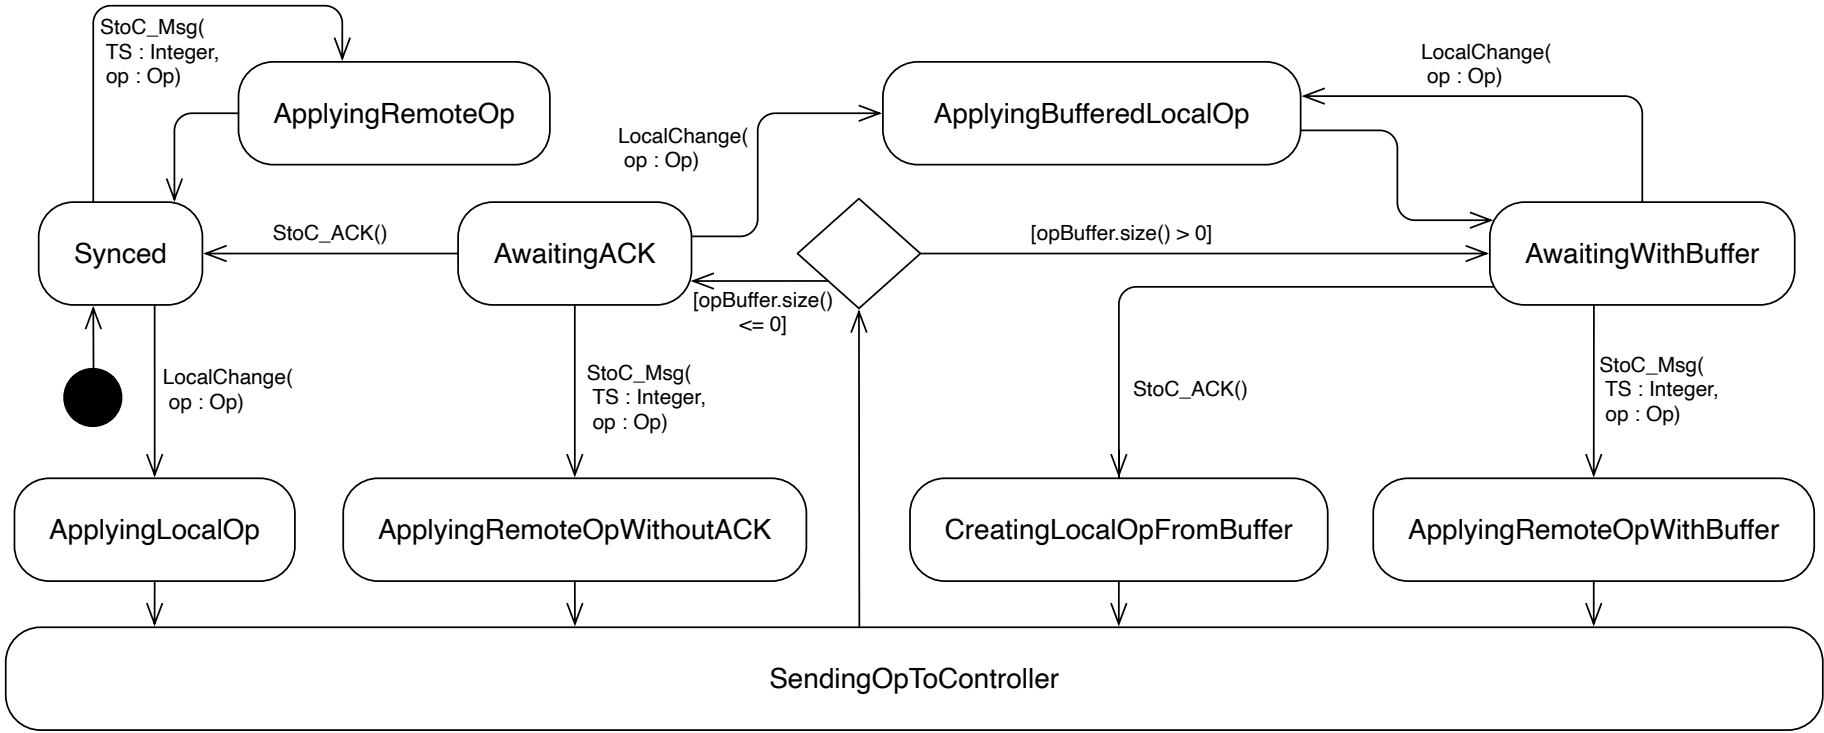 StoC_Msg(
TS : Integer,
op : Op)
ApplyingRemoteOp
LocalChange(
op : Op)
ApplyingBufferedLocalOp
LocalChange(
op : Op)
Synced
StoC_ACK()
AwaitingACK
[opBuffer.size() > 0]
AwaitingWithBuffer
[opBuffer.size()
<= 0]
LocalChange(
op : Op)
StoC_Msg(
TS : Integer,
op : Op)
StoC_ACK()
StoC_Msg(
TS : Integer,
op : Op)
ApplyingLocalOp
ApplyingRemoteOpWithoutACK
CreatingLocalOpFromBuffer
ApplyingRemoteOpWithBuffer
SendingOpToController